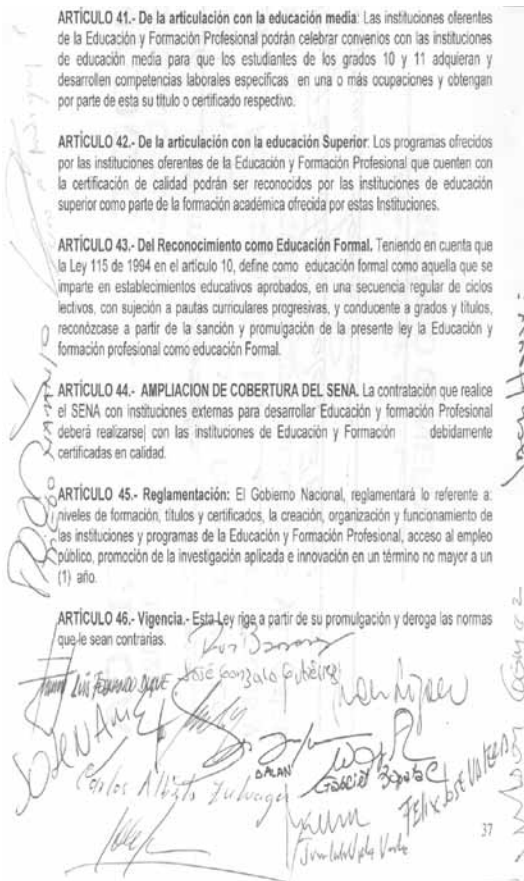 ARTÍCULO 41.- De la articulación con la educación media: Las instituciones oferentes
de la Educación y Formación Profesional podrán celebrar convenios con las instituciones
de educación media para que los estudiantes de los grados 10 y 11 adquieran y
desarrollen competencias laborales específicas en una o más ocupaciones y obtengan
por parte de esta su título o certificado respectivo.
ARTÍCULO 42.- De la articulación con la educación Superior: Los programas ofrecidos
por las instituciones oferentes de la Educación y Formación Profesional que cuenten con
la certificación de calidad podrán ser reconocidos por las instituciones de educación
superior como parte de la formación académica ofrecida por estas Instituciones.
ARTÍCULO 43.- Del Reconocimiento como Educación Formal. Teniendo en cuenta que
la Ley 115 de 1994 en el artículo 10, define como educación formal como aquella que se
imparte en establecimientos educativos aprobados, en una secuencia regular de ciclos
lectivos, con sujeción a pautas curriculares progresivas, y conducente a grados y títulos,
reconózcase a partir de la sanción y promulgación de la presente ley la Educación y
formación profesional como educación Formal.
ARTÍCULO 44.- AMPLIACION DE COBERTURA DEL SENA. La contratación que realice
el SENA con instituciones externas para desarrollar Educación y formación Profesional
deberá realizarse| con las instituciones de Educación y Formación debidamente
certificadas en calidad.
ARTÍCULO 45.- Reglamentación: El Gobierno Nacional, reglamentará lo referente a:
niveles de formación, títulos y certificados, la creación, organización y funcionamiento de
las instituciones y programas de la Educación y Formación Profesional, acceso al empleo
público, promoción de la investigación aplicada e innovación en un término no mayor a un
(1) año.
ARTÍCULO 46.- Vigencia.- Esta Ley rige a partir de su promulgación y deroga las normas
que le sean contrarias.
Luis Fernando Duque
José Gonzalo Gutiérrez
GALAN
Carlos Alberto Zuluaga
Gabriel Zapata
Felix José Valera
37